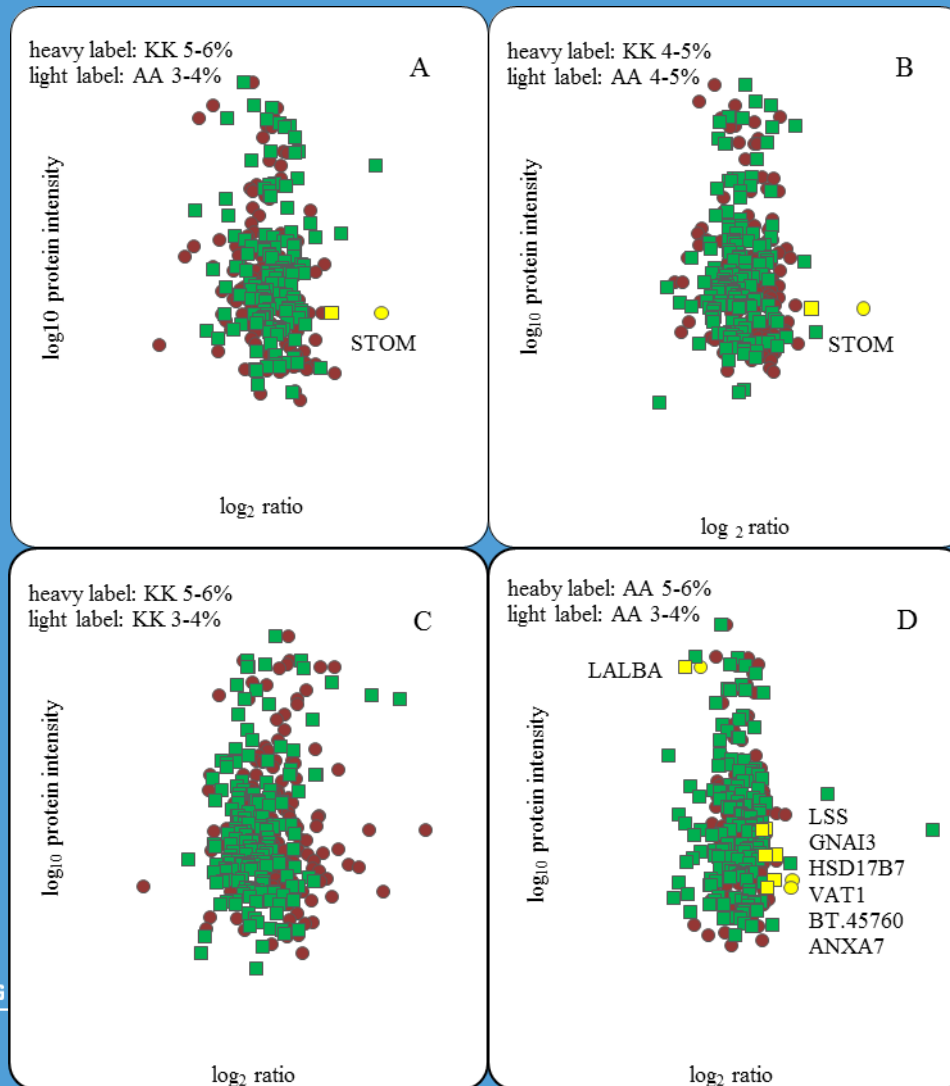 heavy label: KK 5-6%
light label: AA 3-4%
A
log10 protein intensity
STOM
log₂ ratio
heavy label: KK 4-5%
light label: AA 4-5%
B
log₁₀ protein intensity
STOM
log ₂ ratio
heavy label: KK 5-6%
light label: KK 3-4%
C
log₁₀ protein intensity
log₂ ratio
heaby label: AA 5-6%
light label: AA 3-4%
D
LALBA
log₁₀ protein intensity
LSS
GNAI3
HSD17B7
VAT1
BT.45760
ANXA7
log₂ ratio